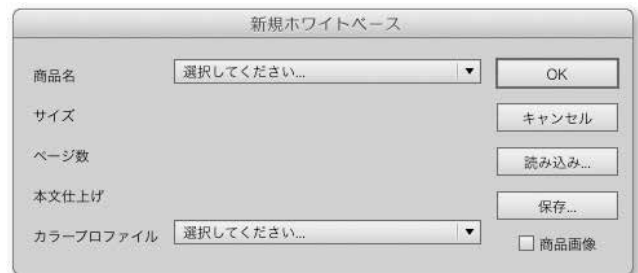 新規ホワイトベース
商品名
選択してください...
OK
サイズ
キャンセル
ページ数
読み込み...
本文仕上げ
保存...
カラープロファイル
選択してください...
商品画像